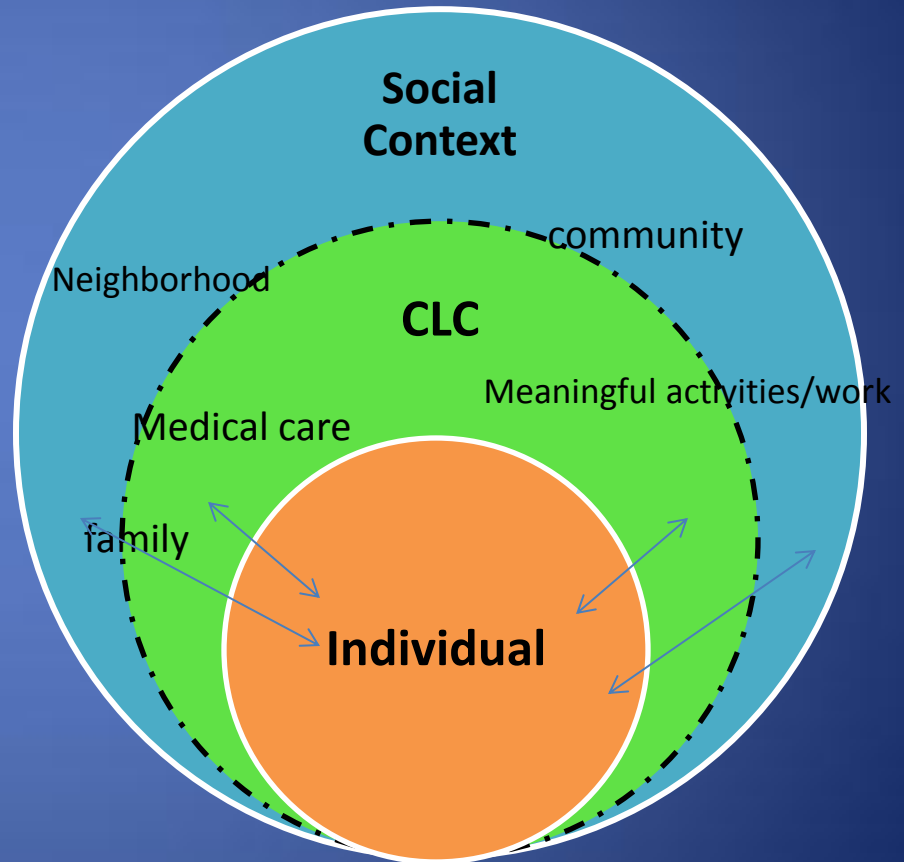 Social
Context
community
Neighborhood
CLC
Meaningful activities/work
Medical care
family
Individual